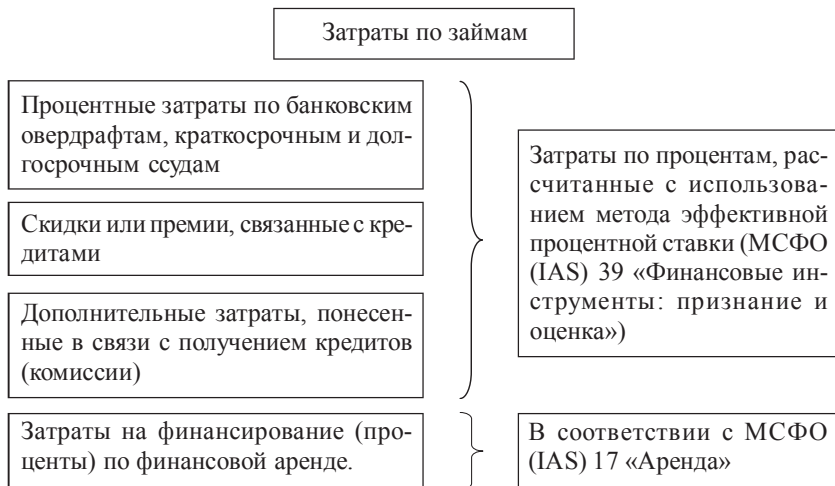 Затраты по займам
Процентные затраты по банковским
овердрафтам, краткосрочным и дол-
госрочным ссудам
Скидки или премии, связанные с кре-
дитами
Дополнительные затраты, понесен-
ные в связи с получением кредитов
(комиссии)
Затраты по процентам, рас-
считанные с использова-
нием метода эффективной
процентной ставки (МСФО
(IAS) 39 «Финансовые ин-
струменты: признание и
оценка»)
Затраты на финансирование (про-
центы) по финансовой аренде.
В соответствии с МСФО
(IAS) 17 «Аренда»